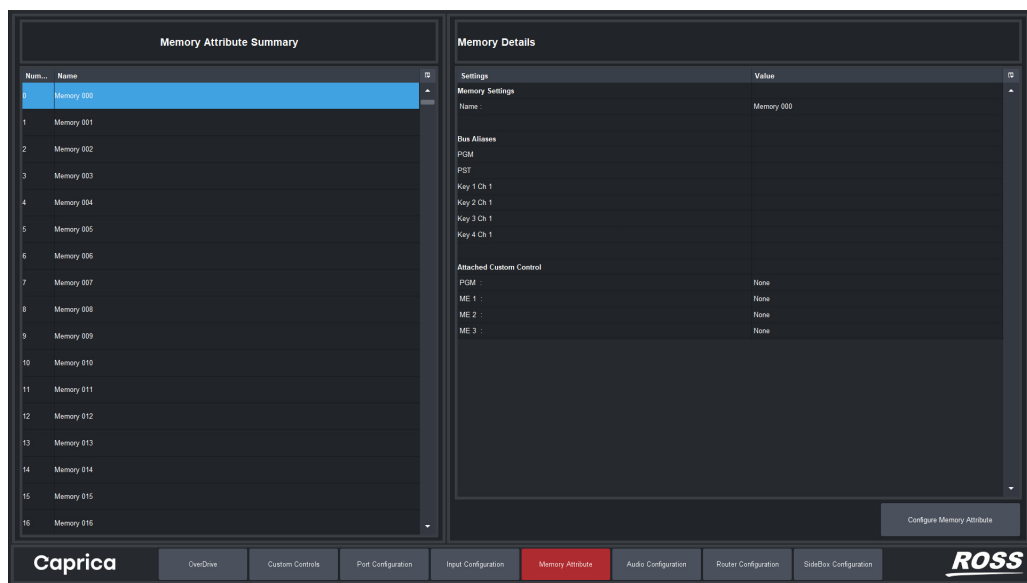 Memory Attribute Summary
Num... Name
0 Memory 000
1 Memory 001
2 Memory 002
3 Memory 003
4 Memory 004
5 Memory 005
6 Memory 006
7 Memory 007
8 Memory 008
9 Memory 009
10 Memory 010
11 Memory 011
12 Memory 012
13 Memory 013
14 Memory 014
15 Memory 015
16 Memory 016
Memory Details
Settings Value
Memory Settings
Name : Memory 000
Bus Aliases
PGM
PST
Key 1 Ch 1
Key 2 Ch 1
Key 3 Ch 1
Key 4 Ch 1
Attached Custom Control
PGM : None
ME 1 : None
ME 2 : None
ME 3 : None
Configure Memory Attribute
Caprica OverDrive Custom Controls Port Configuration Input Configuration Memory Attribute Audio Configuration Router Configuration SideBox Configuration ROSS